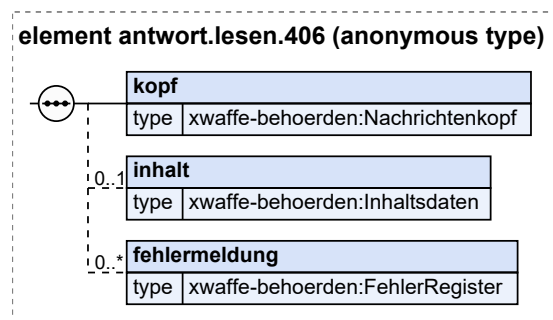 element antwort.lesen.406 (anonymous type)
kopf
type xwaffe-behoerden:Nachrichtenkopf
0..1 inhalt
type xwaffe-behoerden:Inhaltsdaten
0..* fehlermeldung
type xwaffe-behoerden:FehlerRegister